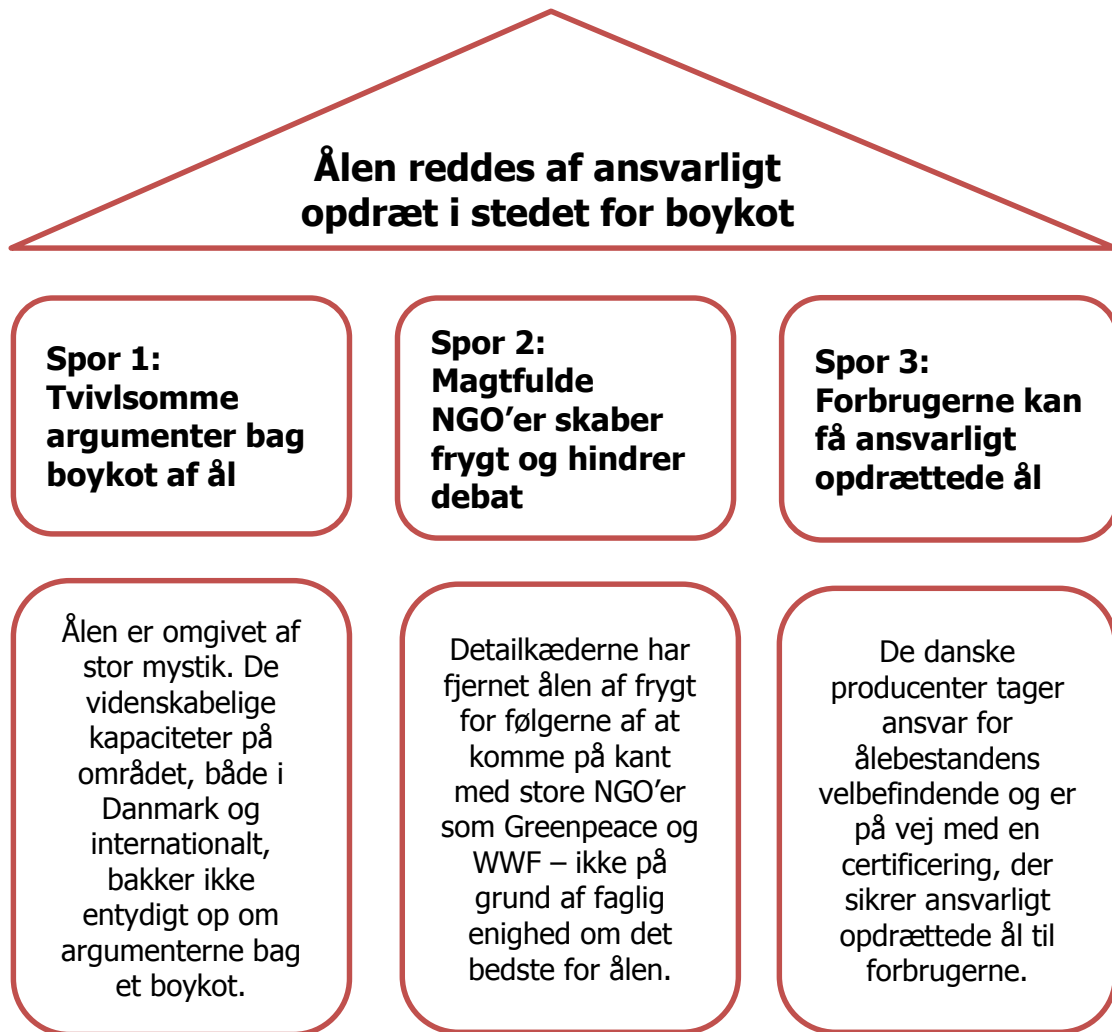 Ålen reddes af ansvarligt
opdræt i stedet for boykot
Spor 1:
Tvivlsomme
argumenter bag
boykot af ål
Spor 2:
Magtfulde
NGO’er skaber
frygt og hindrer
debat
Spor 3:
Forbrugerne kan
få ansvarligt
opdrættede ål
Ålen er omgivet af
stor mystik. De
videnskabelige
kapaciteter på
området, både i
Danmark og
internationalt,
bakker ikke
entydigt op om
argumenterne bag
et boykot.
Detailkæderne har
fjernet ålen af frygt
for følgerne af at
komme på kant
med store NGO’er
som Greenpeace og
WWF – ikke på
grund af faglig
enighed om det
bedste for ålen.
De danske
producenter tager
ansvar for
ålebestandens
velbefindende og er
på vej med en
certificering, der
sikrer ansvarligt
opdrættede ål til
forbrugerne.